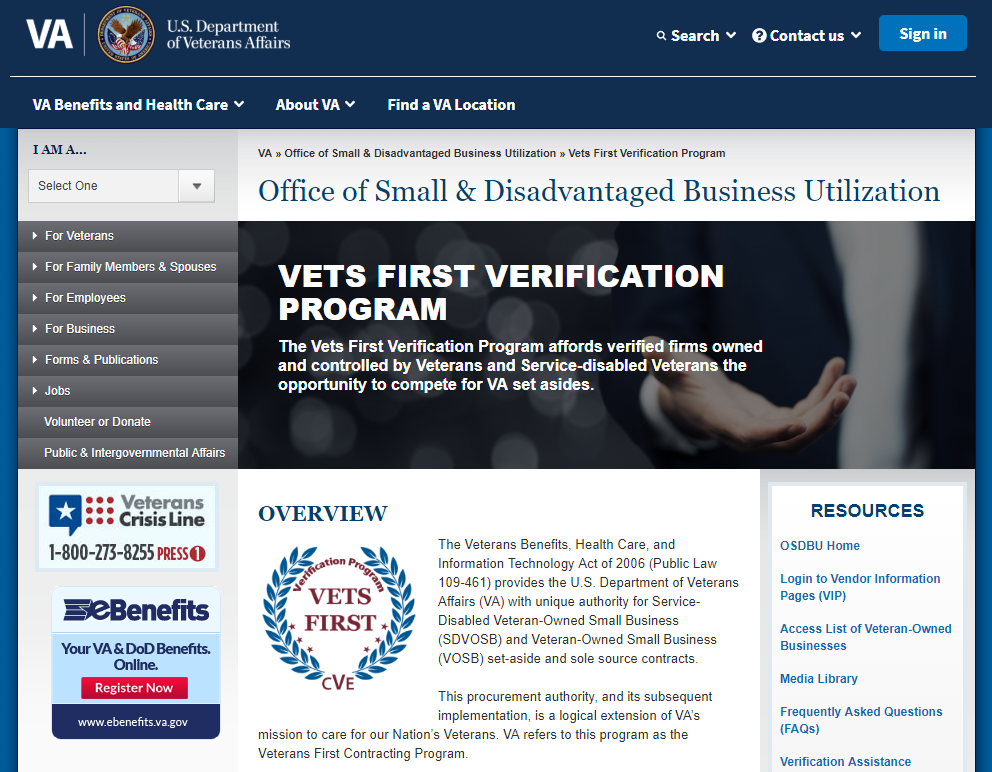 VA
U.S. Department
of Veterans Affairs
Search
Contact us
Sign in
VA Benefits and Health Care
About VA
Find a VA Location
I AM A...
Select One
For Veterans
For Family Members & Spouses
For Employees
For Business
Forms & Publications
Jobs
Volunteer or Donate
Public & Intergovernmental Affairs
Veterans
Crisis Line
1-800-273-8255 PRESS 1
eBenefits
Your VA & DoD Benefits.
Online.
Register Now
www.ebenefits.va.gov
VA » Office of Small & Disadvantaged Business Utilization » Vets First Verification Program
Office of Small & Disadvantaged Business Utilization
VETS FIRST VERIFICATION
PROGRAM
The Vets First Verification Program affords verified firms owned
and controlled by Veterans and Service-disabled Veterans the
opportunity to compete for VA set asides.
OVERVIEW
Verification Program
VETS
FIRST
CVE
The Veterans Benefits, Health Care, and
Information Technology Act of 2006 (Public Law
109-461) provides the U.S. Department of Veterans
Affairs (VA) with unique authority for Service-
Disabled Veteran-Owned Small Business
(SDVOSB) and Veteran-Owned Small Business
(VOSB) set-aside and sole source contracts.
This procurement authority, and its subsequent
implementation, is a logical extension of VA's
mission to care for our Nation's Veterans. VA refers to this program as the
Veterans First Contracting Program.
RESOURCES
OSDBU Home
Login to Vendor Information
Pages (VIP)
Access List of Veteran-Owned
Businesses
Media Library
Frequently Asked Questions
(FAQs)
Verification Assistance